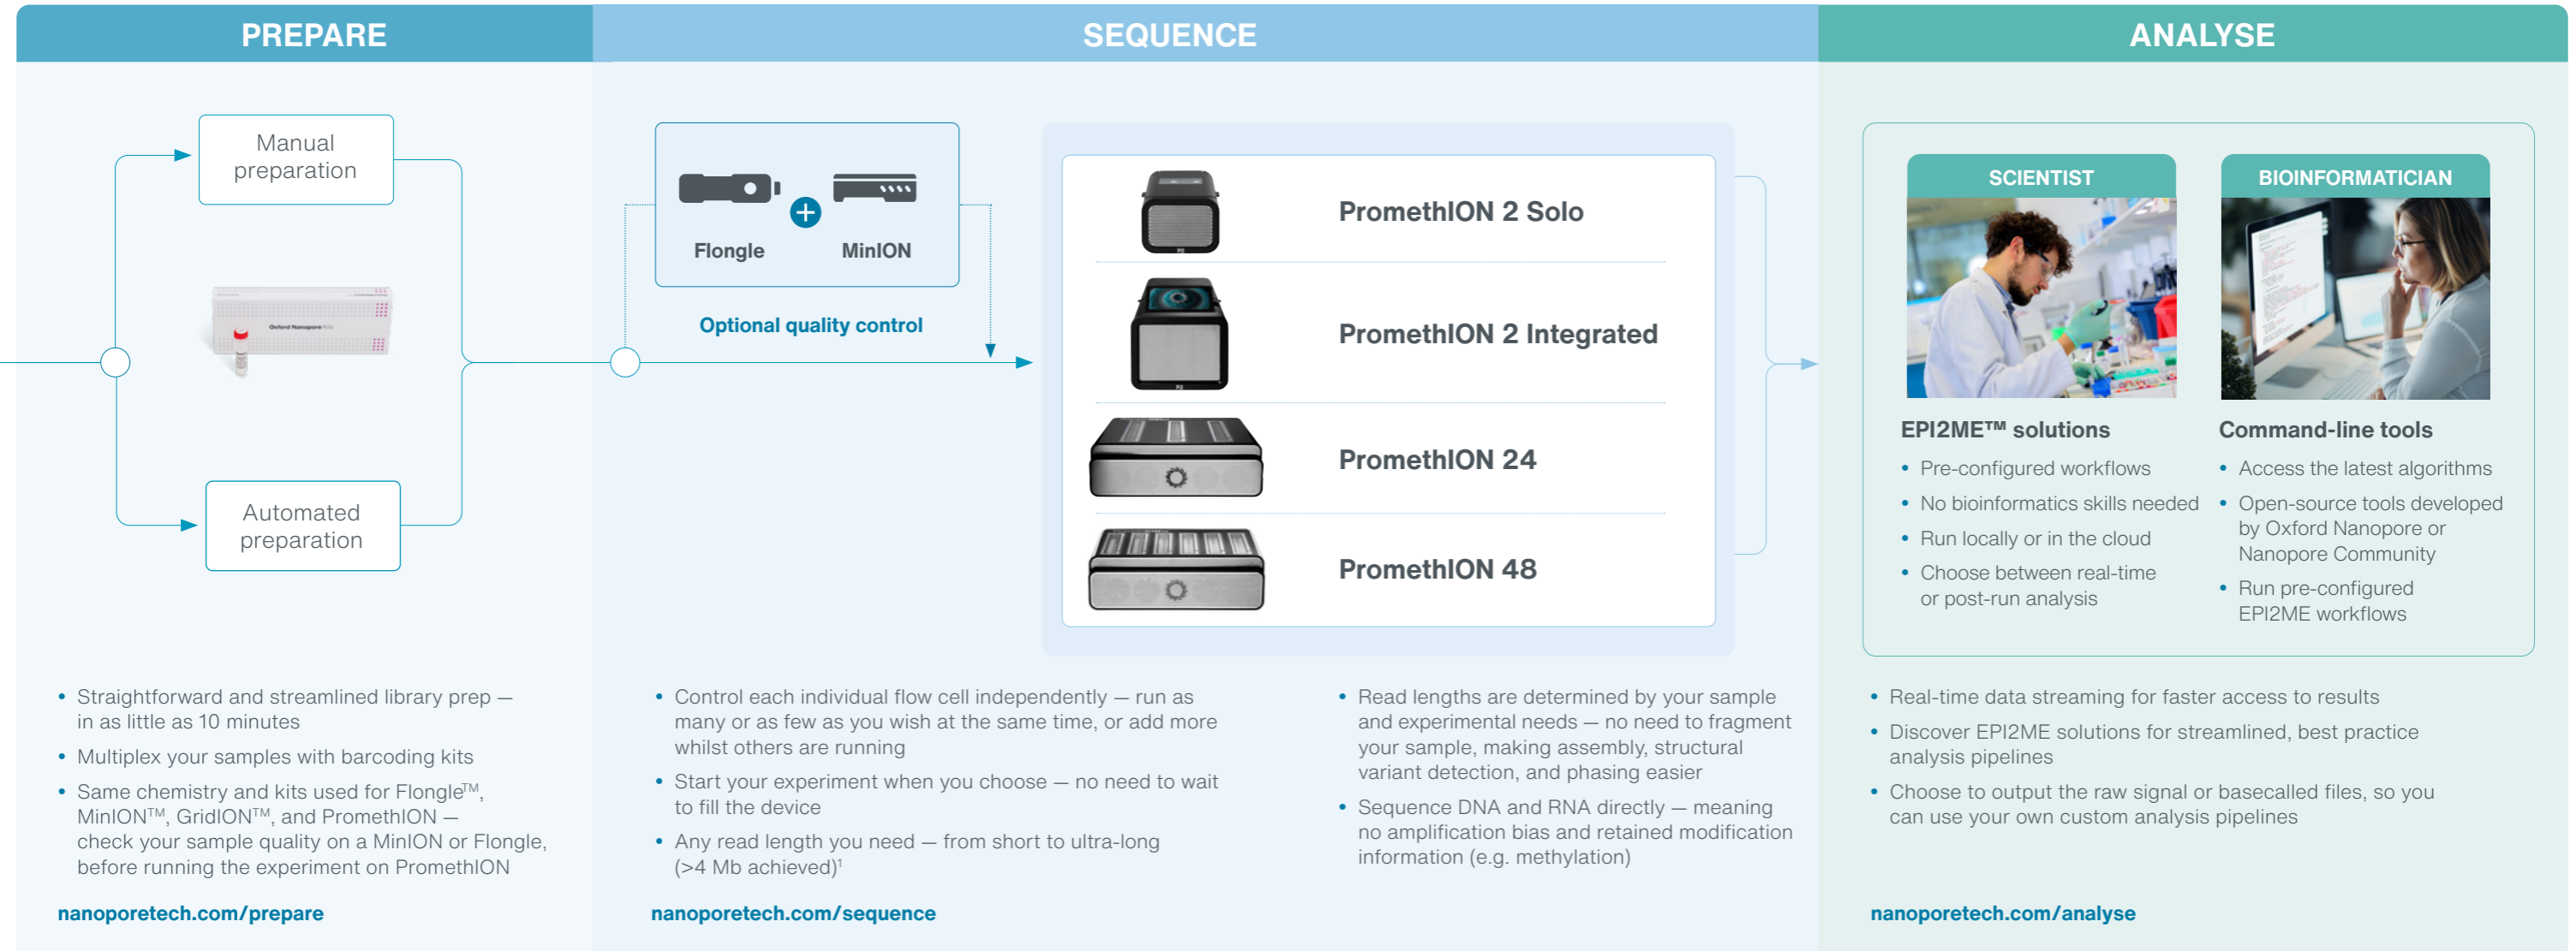 PREPARE
Manual
preparation
Oxford Nanopore Kits
Automated
preparation
• Straightforward and streamlined library prep —
in as little as 10 minutes
• Multiplex your samples with barcoding kits
• Same chemistry and kits used for Flongle™,
MinION™, GridION™, and PromethION —
check your sample quality on a MinION or Flongle,
before running the experiment on PromethION
nanoporetech.com/prepare
SEQUENCE
Flongle
+
MinION
Optional quality control
PromethION 2 Solo
PromethION 2 Integrated
PromethION 24
PromethION 48
• Control each individual flow cell independently — run as
many or as few as you wish at the same time, or add more
whilst others are running
• Start your experiment when you choose — no need to wait
to fill the device
• Any read length you need — from short to ultra-long
(>4 Mb achieved)¹
nanoporetech.com/sequence
• Read lengths are determined by your sample
and experimental needs — no need to fragment
your sample, making assembly, structural
variant detection, and phasing easier
• Sequence DNA and RNA directly — meaning
no amplification bias and retained modification
information (e.g. methylation)
ANALYSE
SCIENTIST
EPI2ME™ solutions
• Pre-configured workflows
• No bioinformatics skills needed
• Run locally or in the cloud
• Choose between real-time
or post-run analysis
BIOINFORMATICIAN
Command-line tools
• Access the latest algorithms
• Open-source tools developed
by Oxford Nanopore or
Nanopore Community
• Run pre-configured
EPI2ME workflows
• Real-time data streaming for faster access to results
• Discover EPI2ME solutions for streamlined, best practice
analysis pipelines
• Choose to output the raw signal or basecalled files, so you
can use your own custom analysis pipelines
nanoporetech.com/analyse